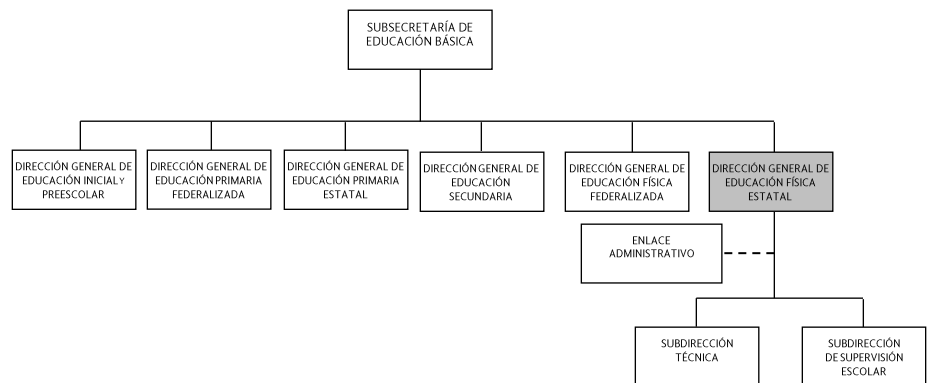 SUBSECRETARÍA DE
EDUCACIÓN BÁSICA
DIRECCIÓN GENERAL DE
EDUCACIÓN INICIAL Y
PREESCOLAR
DIRECCIÓN GENERAL DE
EDUCACIÓN PRIMARIA
FEDERALIZADA
DIRECCIÓN GENERAL DE
EDUCACIÓN PRIMARIA
ESTATAL
DIRECCIÓN GENERAL DE
EDUCACIÓN
SECUNDARIA
DIRECCIÓN GENERAL DE
EDUCACIÓN FÍSICA
FEDERALIZADA
DIRECCIÓN GENERAL DE
EDUCACIÓN FÍSICA
ESTATAL
ENLACE
ADMINISTRATIVO
SUBDIRECCIÓN
TÉCNICA
SUBDIRECCIÓN
DE SUPERVISIÓN
ESCOLAR